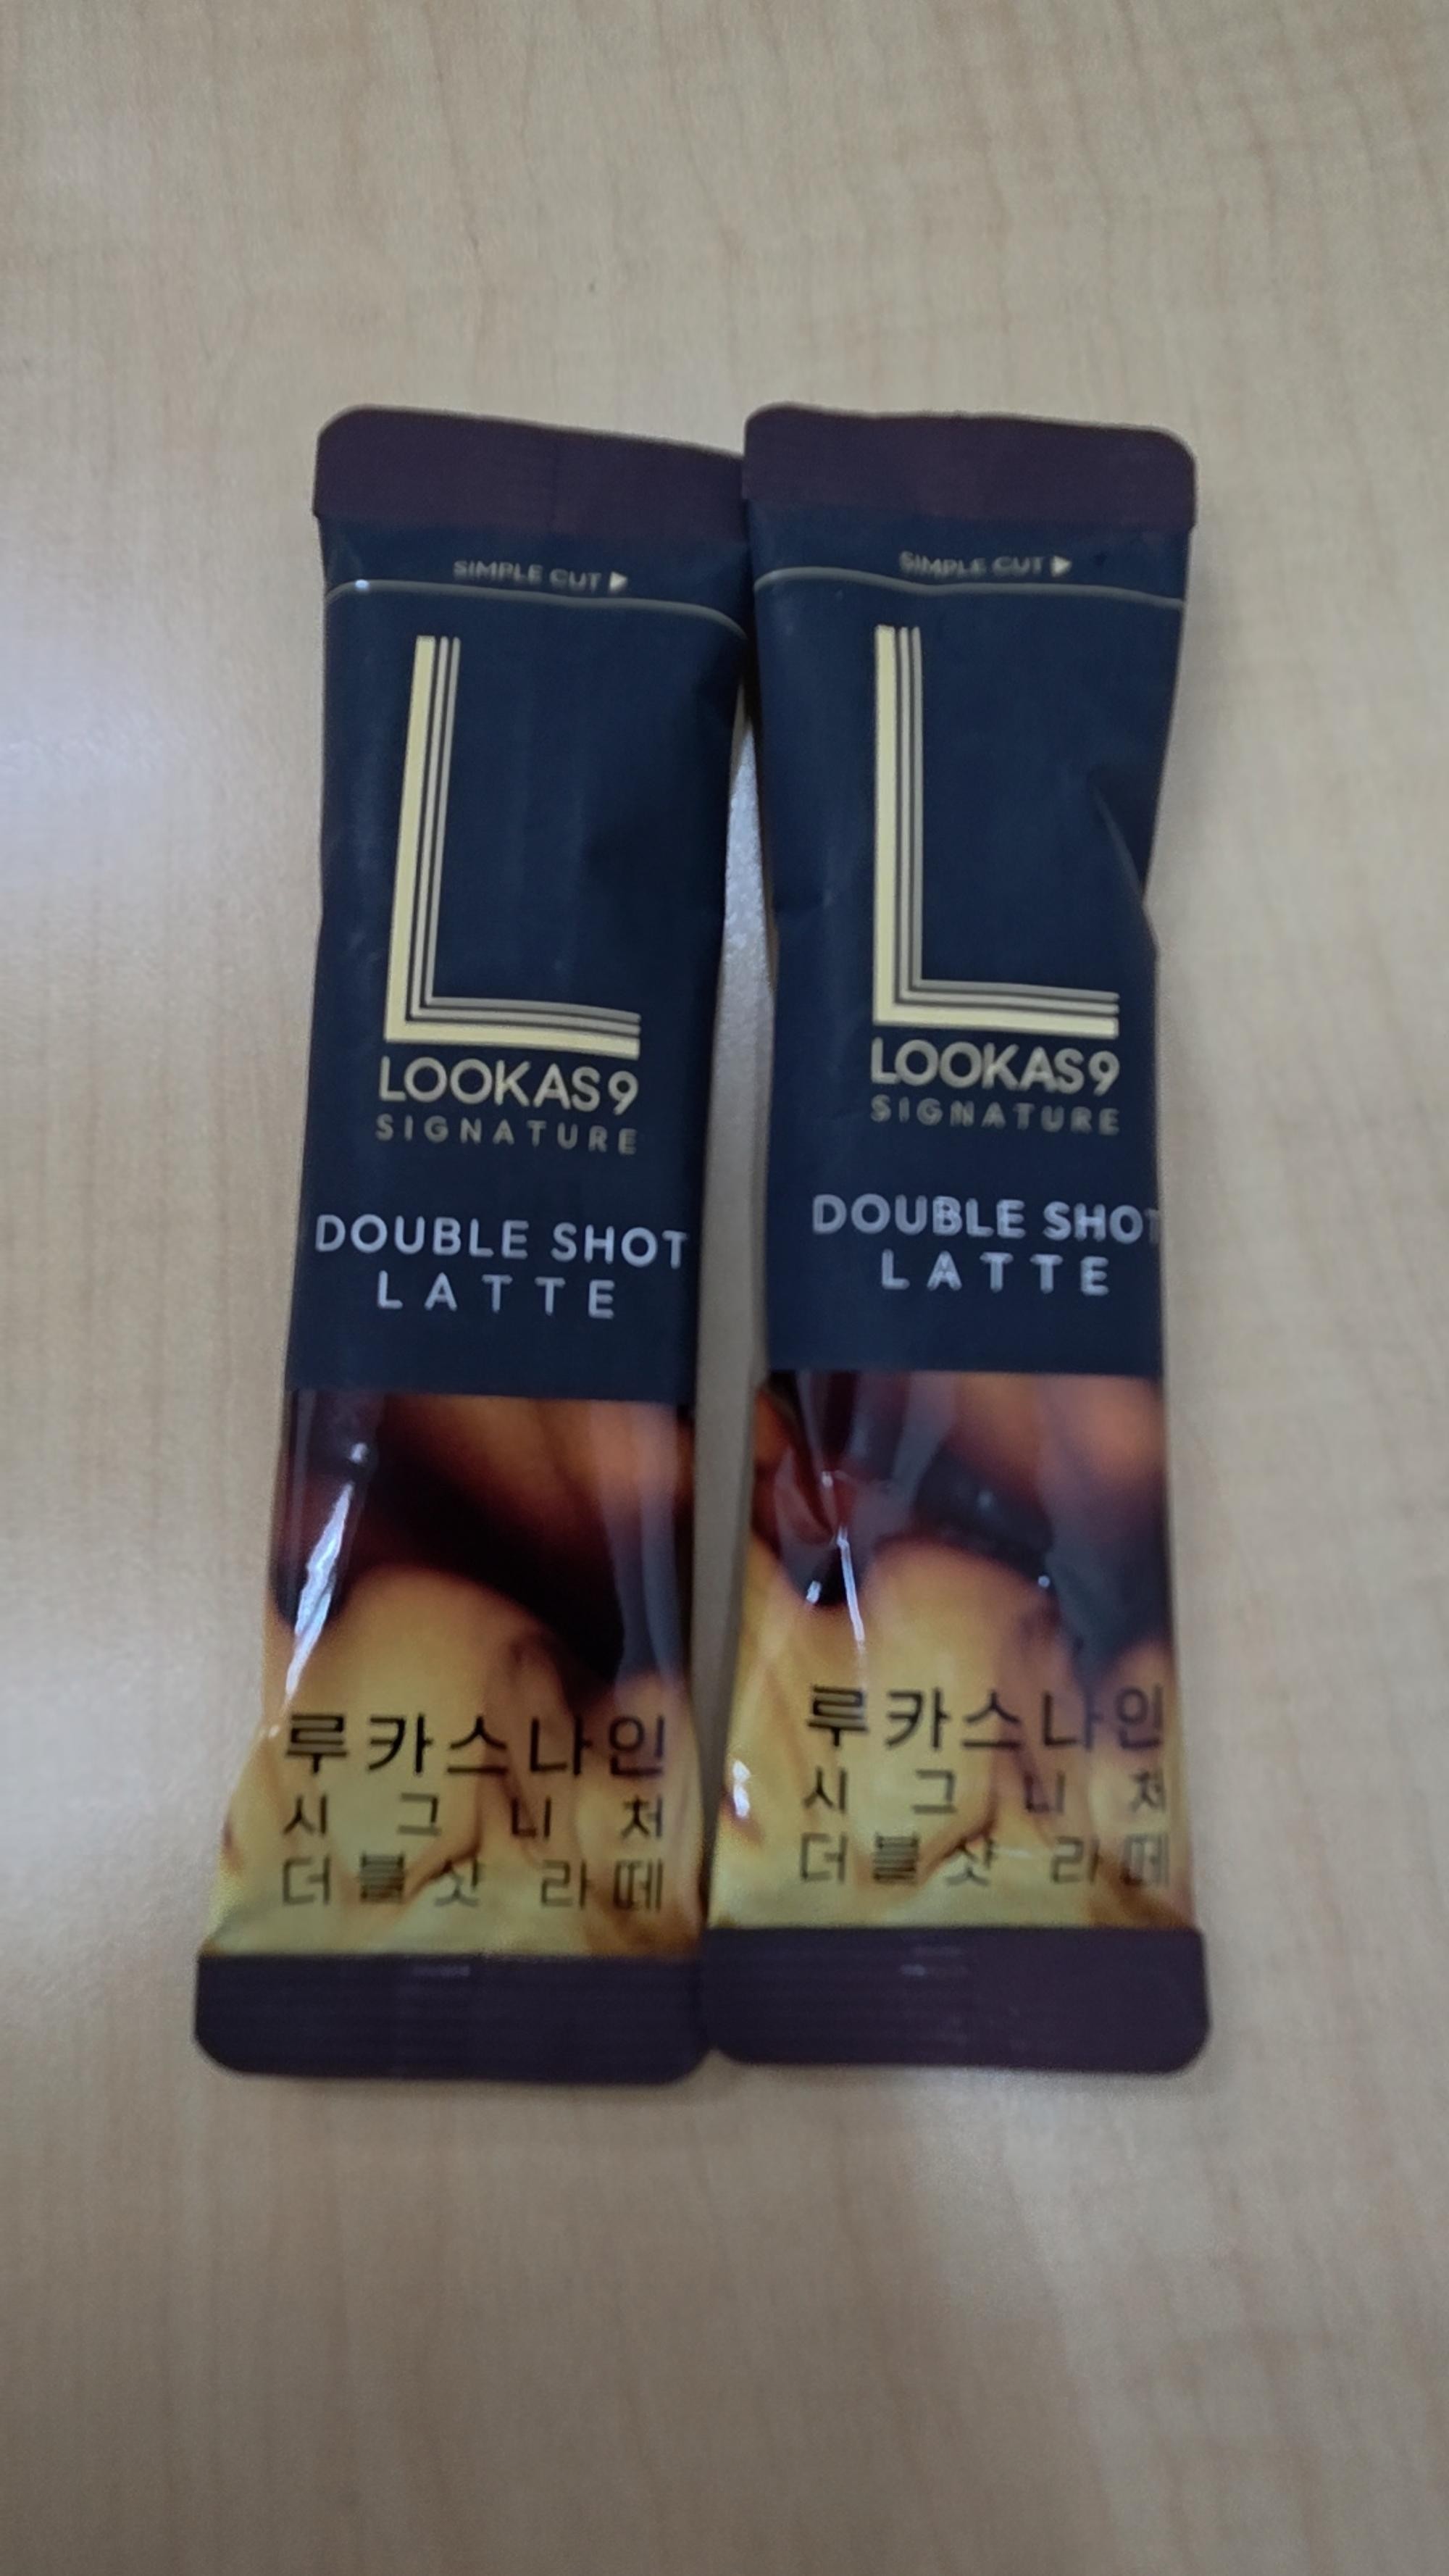 SIMPLE CUT
L
LOOKAS9
SIGNATURE
DOUBLE SHOT
LATTE
루카스나인
시그니처
더블샷 라떼
SIMPLE CUT
L
LOOKAS9
SIGNATURE
DOUBLE SHOT
LATTE
루카스나인
시그니처
더블샷 라떼